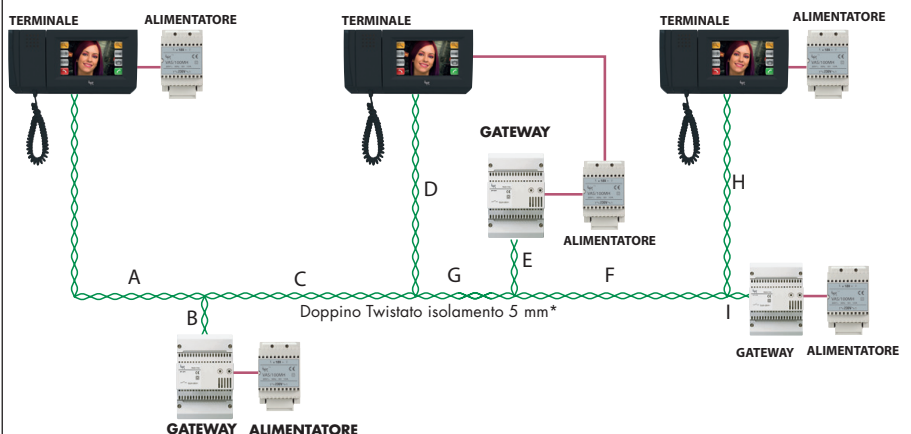 TERMINALE
ALIMENTATORE
TERMINALE
TERMINALE
ALIMENTATORE
GATEWAY
ALIMENTATORE
D
H
E
A
C
G
F
B
Doppino Twistato isolamento 5 mm*
I
GATEWAY
ALIMENTATORE
GATEWAY
ALIMENTATORE